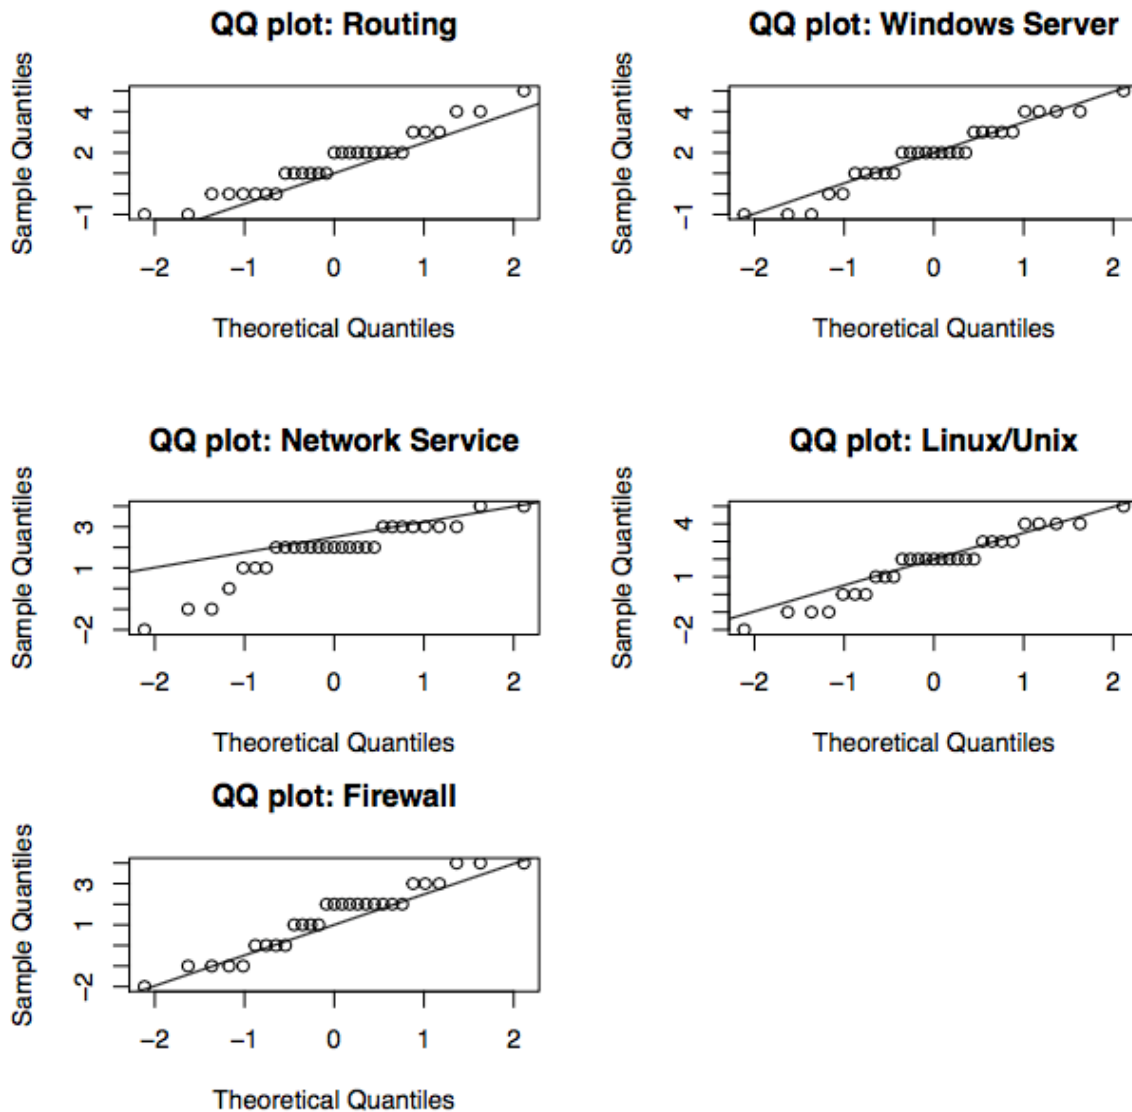 QQ plot: Routing
Sample Quantiles
4
2
−1
−2 −1 0 1 2
Theoretical Quantiles
QQ plot: Windows Server
Sample Quantiles
4
2
−1
−2 −1 0 1 2
Theoretical Quantiles
QQ plot: Network Service
Sample Quantiles
3
1
−2
−2 −1 0 1 2
Theoretical Quantiles
QQ plot: Linux/Unix
Sample Quantiles
4
1
−2
−2 −1 0 1 2
Theoretical Quantiles
QQ plot: Firewall
Sample Quantiles
3
1
−2
−2 −1 0 1 2
Theoretical Quantiles